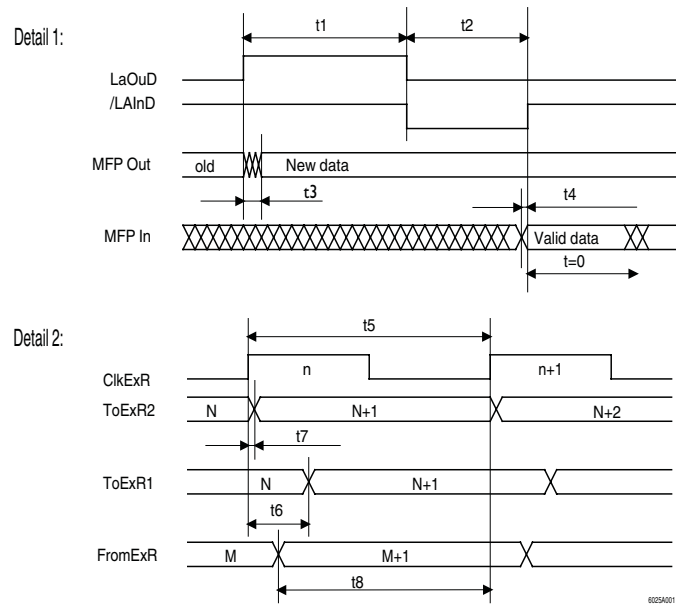 Detail 1:
t1
t2
LaOuD
/LAInD
MFP Out
old
New data
t3
t4
MFP In
Valid data
t=0
Detail 2:
t5
ClkExR
n
n+1
ToExR2
N
N+1
N+2
t7
ToExR1
N
N+1
t6
FromExR
M
M+1
t8
6025A001